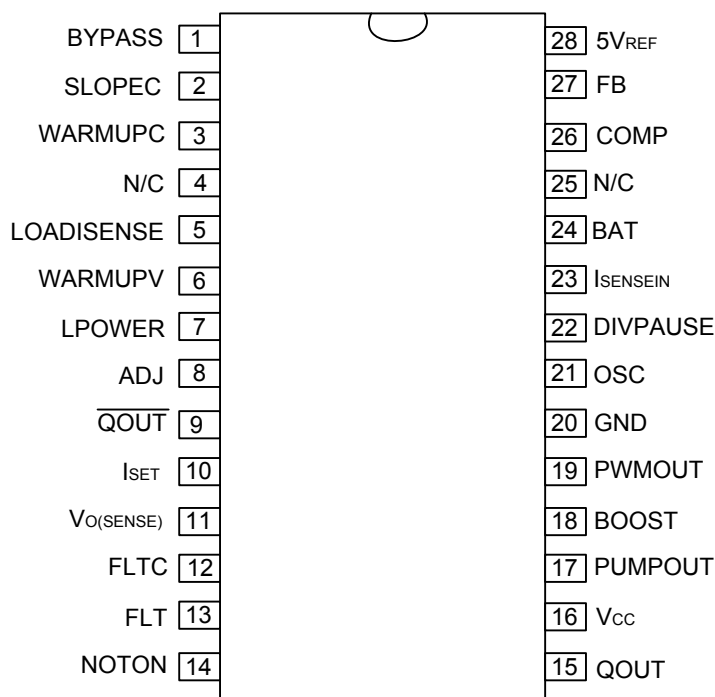 BYPASS 1 28 5VREF
SLOPEC 2 27 FB
WARMUPC 3 26 COMP
N/C 4 25 N/C
LOADISENSE 5 24 BAT
WARMUPV 6 23 ISENSEIN
LPOWER 7 22 DIVPAUSE
ADJ 8 21 OSC
QOUT 9 20 GND
ISET 10 19 PWMOUT
VO(SENSE) 11 18 BOOST
FLTC 12 17 PUMPOUT
FLT 13 16 VCC
NOTON 14 15 QOUT